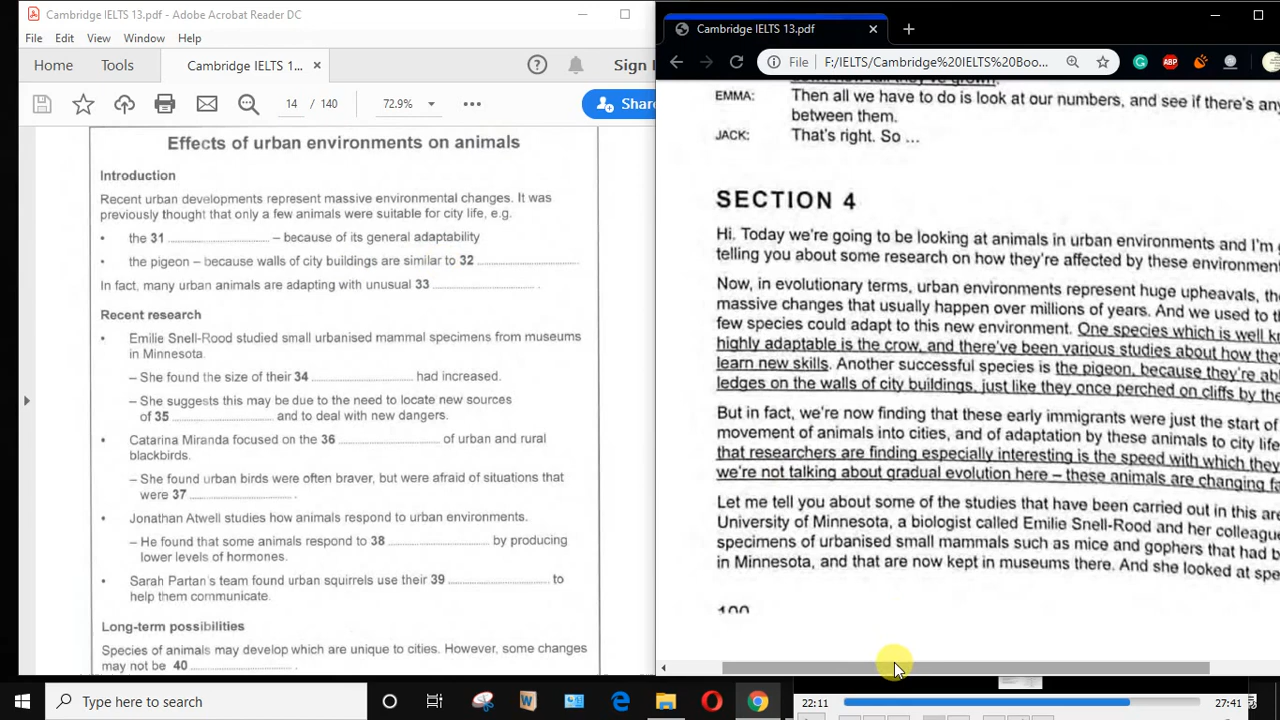 Cambridge IELTS 13.pdf - Adobe Acrobat Reader DC
File Edit View Window Help
Home Tools Cambridge IELTS 1... Sign I
14 / 140 72.9% Share
Effects of urban environments on animals
Introduction
Recent urban developments represent massive environmental changes. It was
previously thought that only a few animals were suitable for city life, e.g.
• the 31 ____________ – because of its general adaptability
the pigeon – because walls of city buildings are similar to 32 ____________
In fact, many urban animals are adapting with unusual 33 ____________ .
Recent research
• Emilie Snell-Rood studied small urbanised mammal specimens from museums
in Minnesota.
– She found the size of their 34 ____________ had increased.
– She suggests this may be due to the need to locate new sources
of 35 ____________ and to deal with new dangers.
• Catarina Miranda focused on the 36 ____________ of urban and rural
blackbirds.
– She found urban birds were often braver, but were afraid of situations that
were 37 ____________ .
• Jonathan Atwell studies how animals respond to urban environments.
– He found that some animals respond to 38 ____________ by producing
lower levels of hormones.
• Sarah Partan's team found urban squirrels use their 39 ____________ to
help them communicate.
Long-term possibilities
Species of animals may develop which are unique to cities. However, some changes
may not be 40 ____________ .
Cambridge IELTS 13.pdf
File F:/IELTS/Cambridge%20IELTS%20Boo...
ABP
EMMA: Then all we have to do is look at our numbers, and see if there's any
between them.
JACK: That's right. So ...
SECTION 4
Hi. Today we're going to be looking at animals in urban environments and I'm g
telling you about some research on how they're affected by these environment
Now, in evolutionary terms, urban environments represent huge upheavals, the
massive changes that usually happen over millions of years. And we used to th
few species could adapt to this new environment. One species which is well kn
highly adaptable is the crow, and there've been various studies about how they
learn new skills. Another successful species is the pigeon, because they're abl
ledges on the walls of city buildings, just like they once perched on cliffs by the
But in fact, we're now finding that these early immigrants were just the start of
movement of animals into cities, and of adaptation by these animals to city life
that researchers are finding especially interesting is the speed with which they
we're not talking about gradual evolution here – these animals are changing fa
Let me tell you about some of the studies that have been carried out in this are
University of Minnesota, a biologist called Emilie Snell-Rood and her colleague
specimens of urbanised small mammals such as mice and gophers that had b
in Minnesota, and that are now kept in museums there. And she looked at spe
100
Type here to search
22:11 27:41